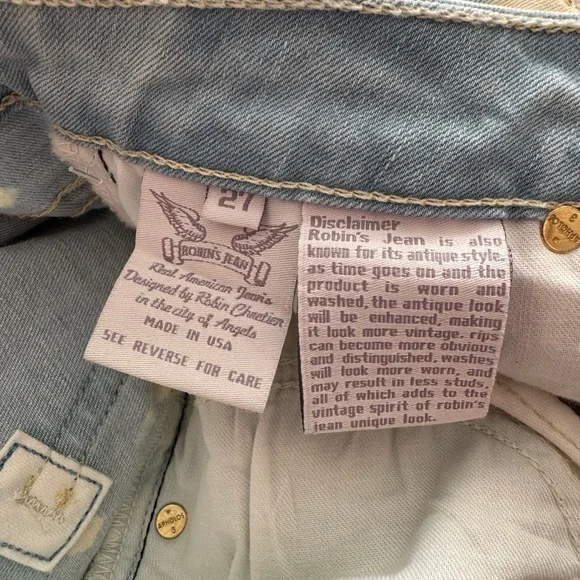 27
ROBIN'S JEAN
Real American Jean's
Designed by Robin Chretien
in the city of Angels
MADE IN USA
SEE REVERSE FOR CARE
Disclaimer
Robin's Jean is also
known for its antique style.
as time goes on and the
product is worn and
washed, the antique look
will be enhanced, making
it look more vintage. rips
can become more obvious
and distinguished, washes
will look more worn, and
may result in less studs.
all of which adds to the
vintage spirit of robin's
jean unique look.